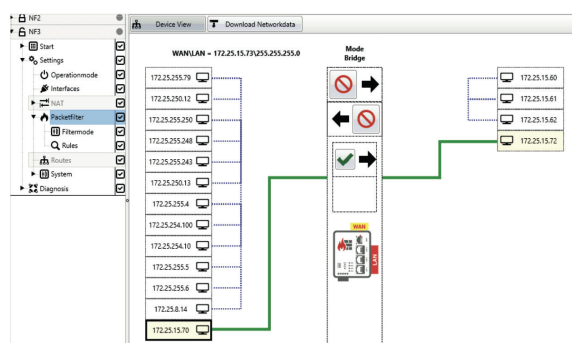 NF2
NF3
Start
Settings
Operationmode
Interfaces
NAT
Packetfilter
Filtermode
Rules
Routes
System
Diagnosis
Device View
Download Networkdata
WAN\LAN = 172.25.15.73\255.255.255.0
Mode
Bridge
172.25.255.79
172.25.250.12
172.25.255.250
172.25.255.248
172.25.255.243
172.25.250.13
172.25.255.4
172.25.254.100
172.25.254.10
172.25.255.5
172.25.255.6
172.25.8.14
172.25.15.70
WAN
LAN
172.25.15.60
172.25.15.61
172.25.15.62
172.25.15.72